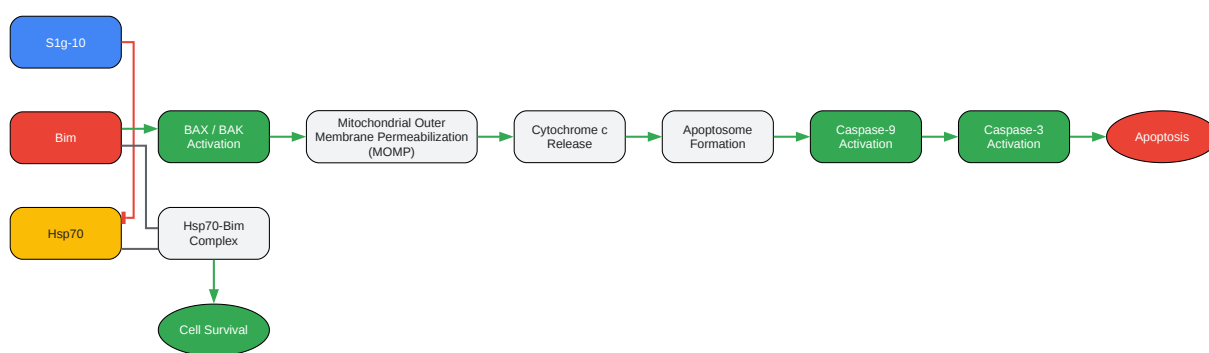 S1g-10
Bim
BAX / BAK
Activation
Mitochondrial Outer
Membrane Permeabilization
(MOMP)
Cytochrome c
Release
Apoptosome
Formation
Caspase-9
Activation
Caspase-3
Activation
Apoptosis
Hsp70
Hsp70-Bim
Complex
Cell Survival